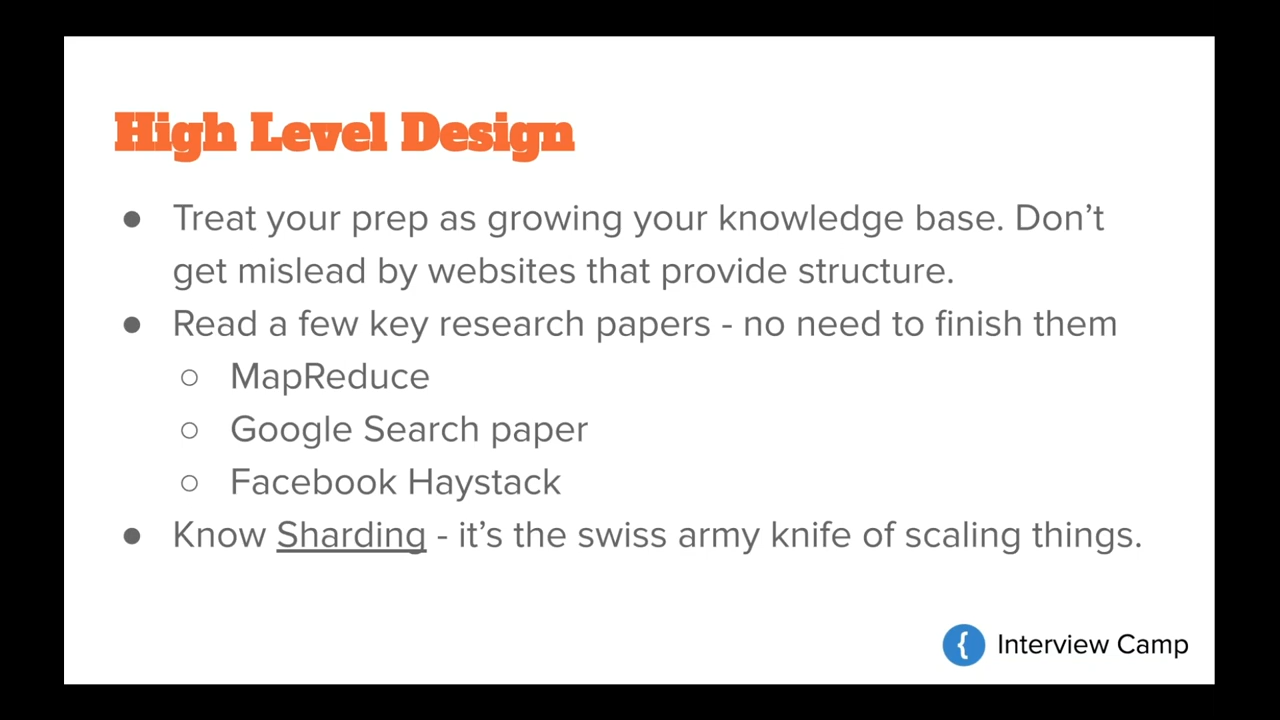 High Level Design
● Treat your prep as growing your knowledge base. Don’t
get mislead by websites that provide structure.
● Read a few key research papers - no need to finish them
○ MapReduce
○ Google Search paper
○ Facebook Haystack
● Know Sharding - it’s the swiss army knife of scaling things.
{ Interview Camp